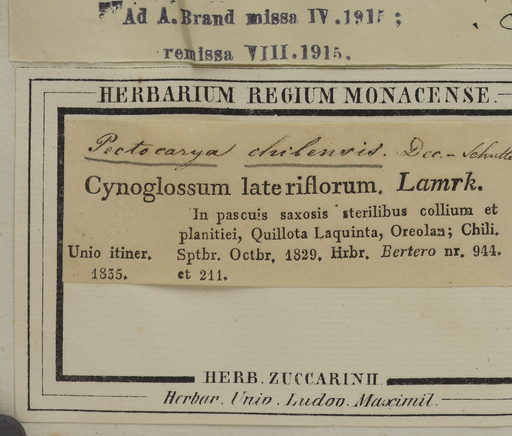 Ad A.Brand missa IV.1915;
remissa VIII.1915.
HERBARIUM REGIUM MONACENSE.
Pectocarya chilensis. Dec. -
Cynoglossum lateriflorum. Lamrk.
In pascuis saxosis sterilibus collium et
planitiei, Quillota Laquinta, Oreolan; Chili.
Unio itiner. Sptbr. Octbr. 1829. Hrbr. Bertero nr. 944.
1835. et 211.
HERB. ZUCCARINII
Herbar. Unio. Ludov. Maximil.